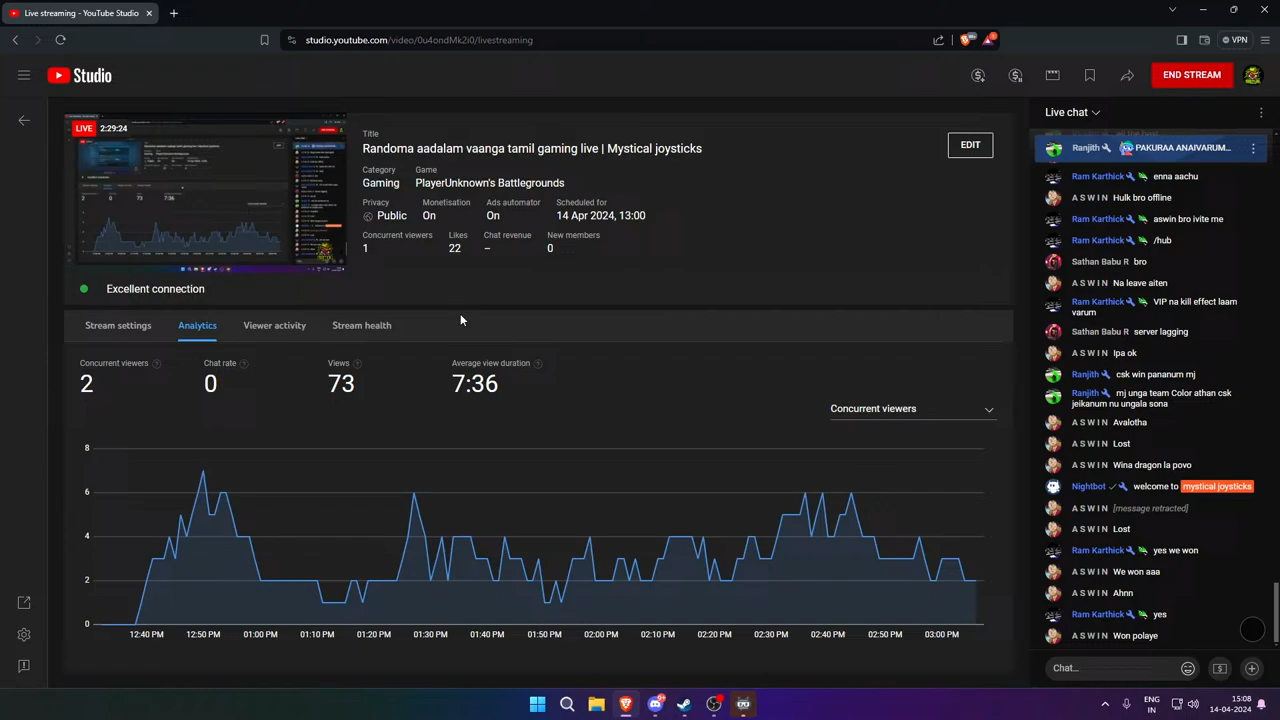 Live streaming - YouTube Studio
studio.youtube.com/video/0u4ondMk2i0/livestreaming
VPN
Studio
END STREAM
LIVE 2:29:24
Title
Randoma aadalam vaanga tamil gaming live | Mystical joysticks
EDIT
Category Game
Gaming PlayerUnknown's Battlegrounds
Privacy Monetisation Ads automator Scheduled for
Public On On
Concurrent viewers Likes Chat revenue New members
1 22 – 0
Excellent connection
Stream settings Analytics Viewer activity Stream health
Concurrent viewers Chat rate Views Average view duration
2 0 73 7:36
Concurrent viewers
8
6
4
2
0
12:40 PM 12:50 PM 01:00 PM 01:10 PM 01:20 PM 01:30 PM 01:40 PM 01:50 PM 02:00 PM 02:10 PM 02:20 PM 02:30 PM 02:40 PM 02:50 PM 03:00 PM
Live chat
Ranjith PAKURAA ANAIVARUM...
Ram Karthick enna aachu
A S W I N Hulk bro offline
Ram Karthick aswin bro ivite me
Ram Karthick /hub
Sathan Babu R bro
A S W I N Na leave aiten
Ram Karthick VIP na kill effect laam
varum
Sathan Babu R server lagging
A S W I N Ipa ok
Ranjith csk win pananum mj
Ranjith mj unga team Color athan csk
jeikanum nu ungala sona
A S W I N Avalotha
A S W I N Lost
A S W I N Wina dragon la povo
Nightbot welcome to mystical joysticks
A S W I N [message retracted]
A S W I N Lost
Ram Karthick yes we won
A S W I N We won aaa
A S W I N Ahnn
Ram Karthick yes
A S W I N Won polaye
Chat...
ENG
IN
15:08
14-04-2024